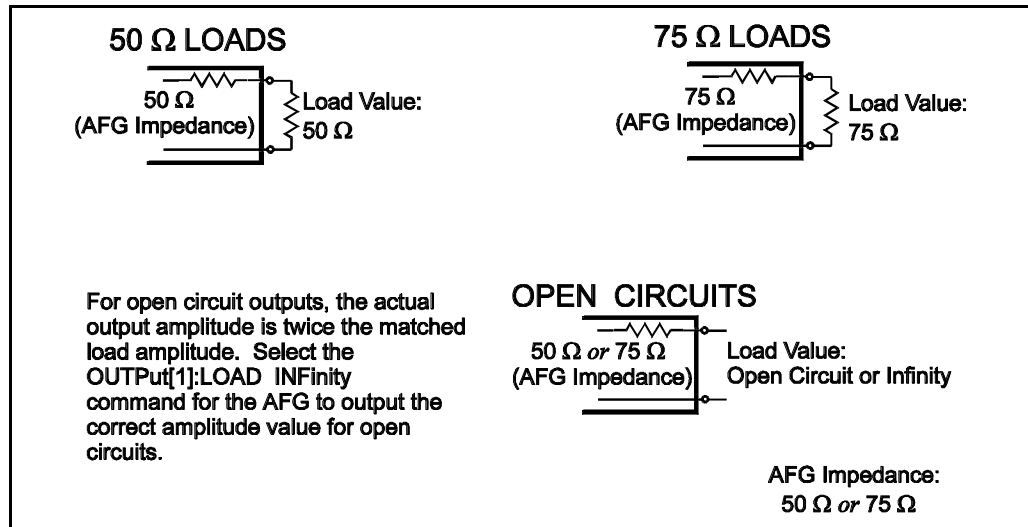 50 Ω LOADS
50 Ω
(AFG Impedance)
Load Value:
50 Ω
75 Ω LOADS
75 Ω
(AFG Impedance)
Load Value:
75 Ω
For open circuit outputs, the actual
output amplitude is twice the matched
load amplitude. Select the
OUTPut[1]:LOAD INFinity
command for the AFG to output the
correct amplitude value for open
circuits.
OPEN CIRCUITS
50 Ω or 75 Ω
(AFG Impedance)
Load Value:
Open Circuit or Infinity
AFG Impedance:
50 Ω or 75 Ω